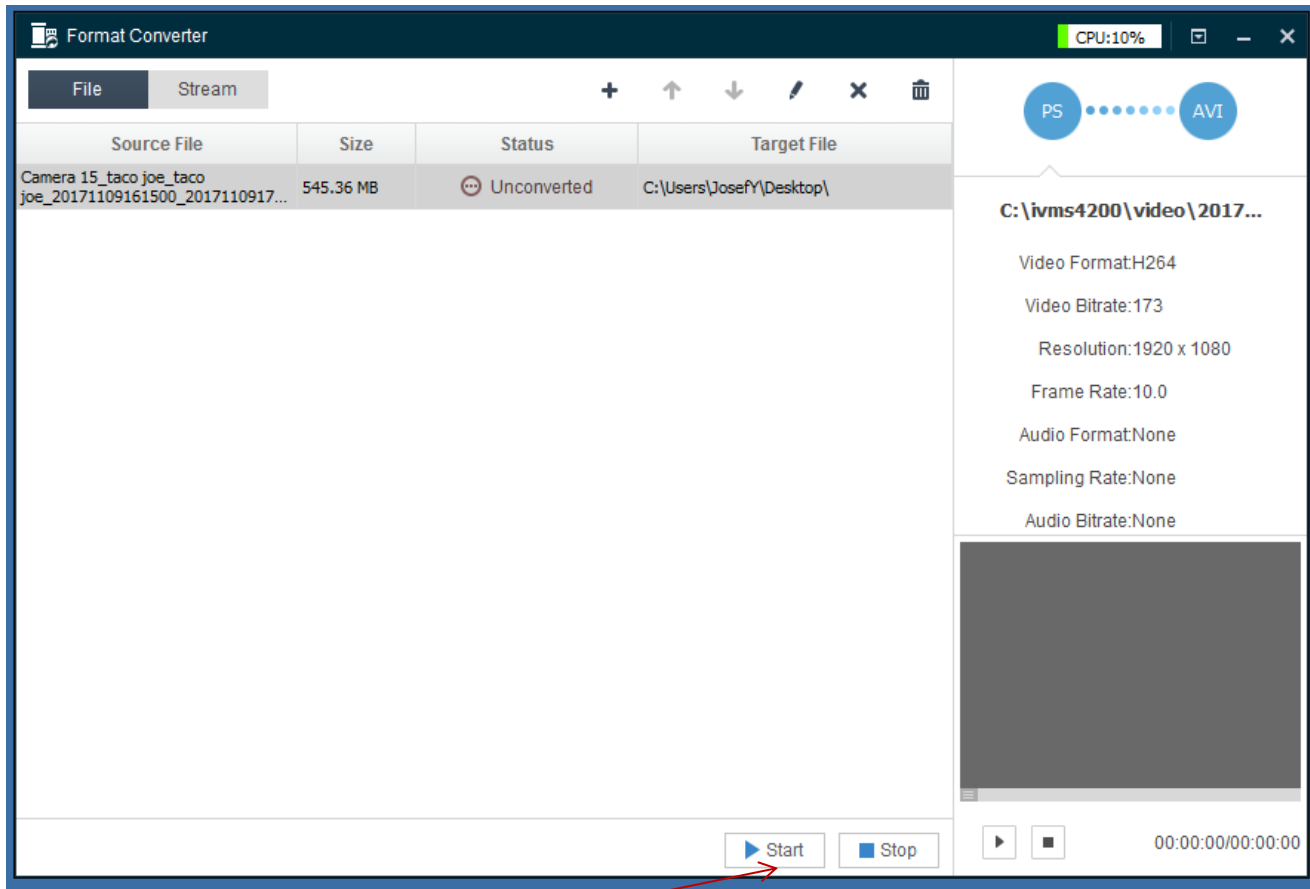 Format Converter
CPU:10%
File
Stream
Source File
Size
Status
Target File
Camera 15_taco joe_taco
joe_20171109161500_2017110917...
545.36 MB
Unconverted
C:\Users\JosefY\Desktop\
PS
AVI
C:\ivms4200\video\2017...
Video Format:H264
Video Bitrate:173
Resolution:1920 x 1080
Frame Rate:10.0
Audio Format:None
Sampling Rate:None
Audio Bitrate:None
Start
Stop
00:00:00/00:00:00